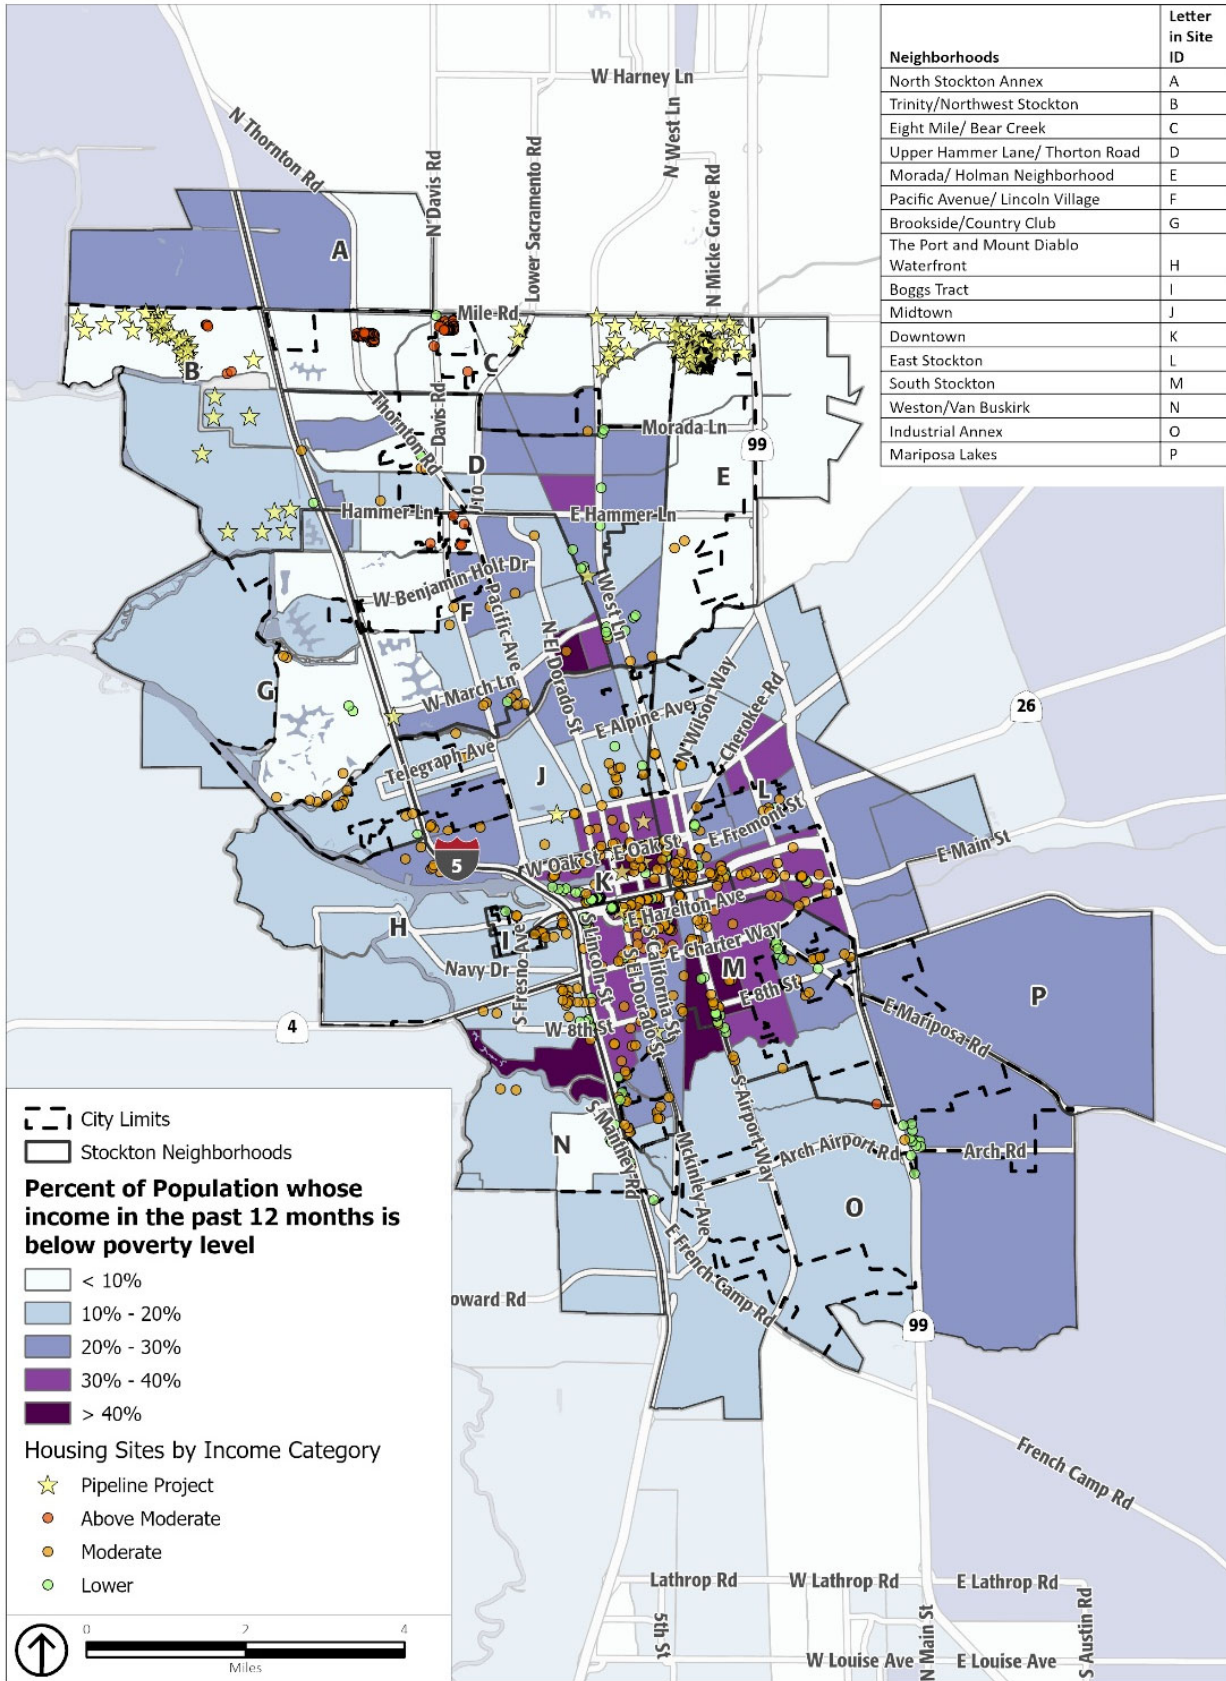 Neighborhoods Letter in Site ID
North Stockton Annex A
Trinity/Northwest Stockton B
Eight Mile/ Bear Creek C
Upper Hammer Lane/ Thorton Road D
Morada/ Holman Neighborhood E
Pacific Avenue/ Lincoln Village F
Brookside/Country Club G
The Port and Mount Diablo
Waterfront H
Boggs Tract I
Midtown J
Downtown K
East Stockton L
South Stockton M
Weston/Van Buskirk N
Industrial Annex O
Mariposa Lakes P
W Harney Ln
N Thornton Rd
N Davis Rd
Lower Sacramento Rd
N West Ln
N Micke Grove Rd
A
Mile Rd
B
C
Thornton Rd
Davis Rd
Morada Ln
99
D
E
J-10
Hammer Ln
E Hammer Ln
W Benjamin Holt Dr
F
Pacific Ave
N El Dorado St
West Ln
G
W March Ln
E Alpine Ave
N Wilson Way
Cherokee Rd
26
Telegraph Ave
J
L
E Fremont St
5
W Oak St
E Oak St
E Main St
K
H
I
E Hazelton Ave
S Lincoln St
S California St
S El Dorado St
E Charter Way
M
Navy Dr
S Fresno Ave
E 8th St
P
4
W 8th St
E Mariposa Rd
S Airport Way
N
S Manthey Rd
Mckinley Ave
Arch Airport Rd
Arch Rd
O
E French Camp Rd
oward Rd
99
French Camp Rd
Lathrop Rd
W Lathrop Rd
E Lathrop Rd
5th St
N Main St
S Austin Rd
W Louise Ave
E Louise Ave
City Limits
Stockton Neighborhoods
Percent of Population whose
income in the past 12 months is
below poverty level
< 10%
10% - 20%
20% - 30%
30% - 40%
> 40%
Housing Sites by Income Category
Pipeline Project
Above Moderate
Moderate
Lower
0 2 4
Miles